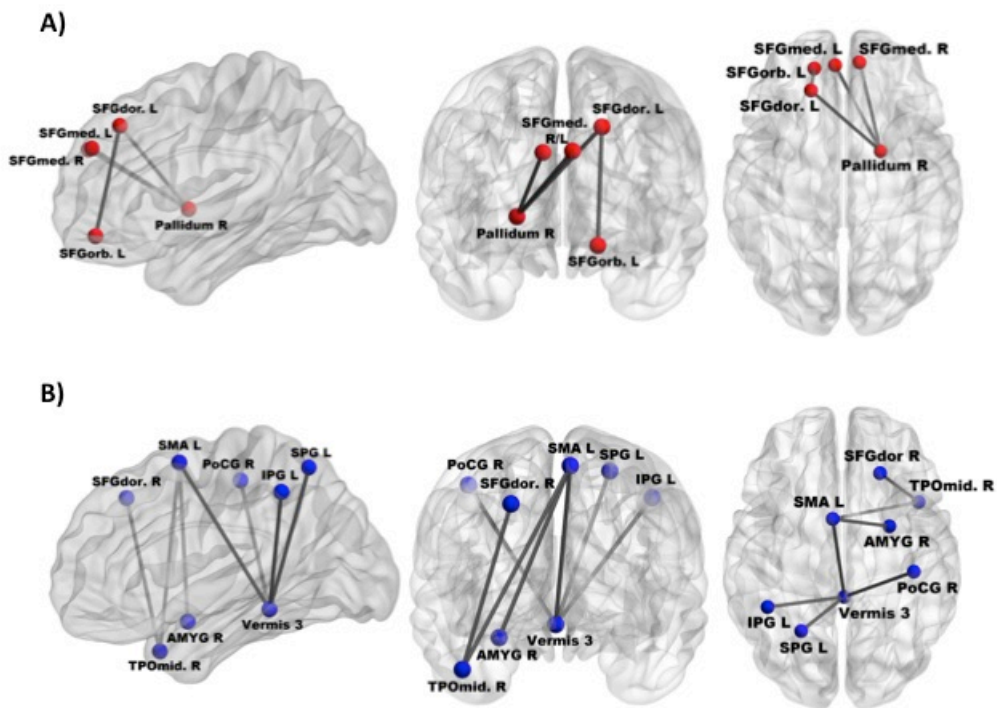 A)
SFGdor. L
SFGmed. L
SFGmed. R
Pallidum R
SFGorb. L
SFGdor. L
SFGmed.
R/L
Pallidum R
SFGorb. L
SFGmed. L
SFGmed. R
SFGorb. L
SFGdor. L
Pallidum R
B)
SMA L
SPG L
PoCG R
SFGdor. R
IPG L
AMYG R
Vermis 3
TPOmid. R
SMA L
PoCG R
SPG L
SFGdor. R
IPG L
Vermis 3
AMYG R
TPOmid. R
SFGdor R
TPOmid. R
SMA L
AMYG R
PoCG R
Vermis 3
IPG L
SPG L